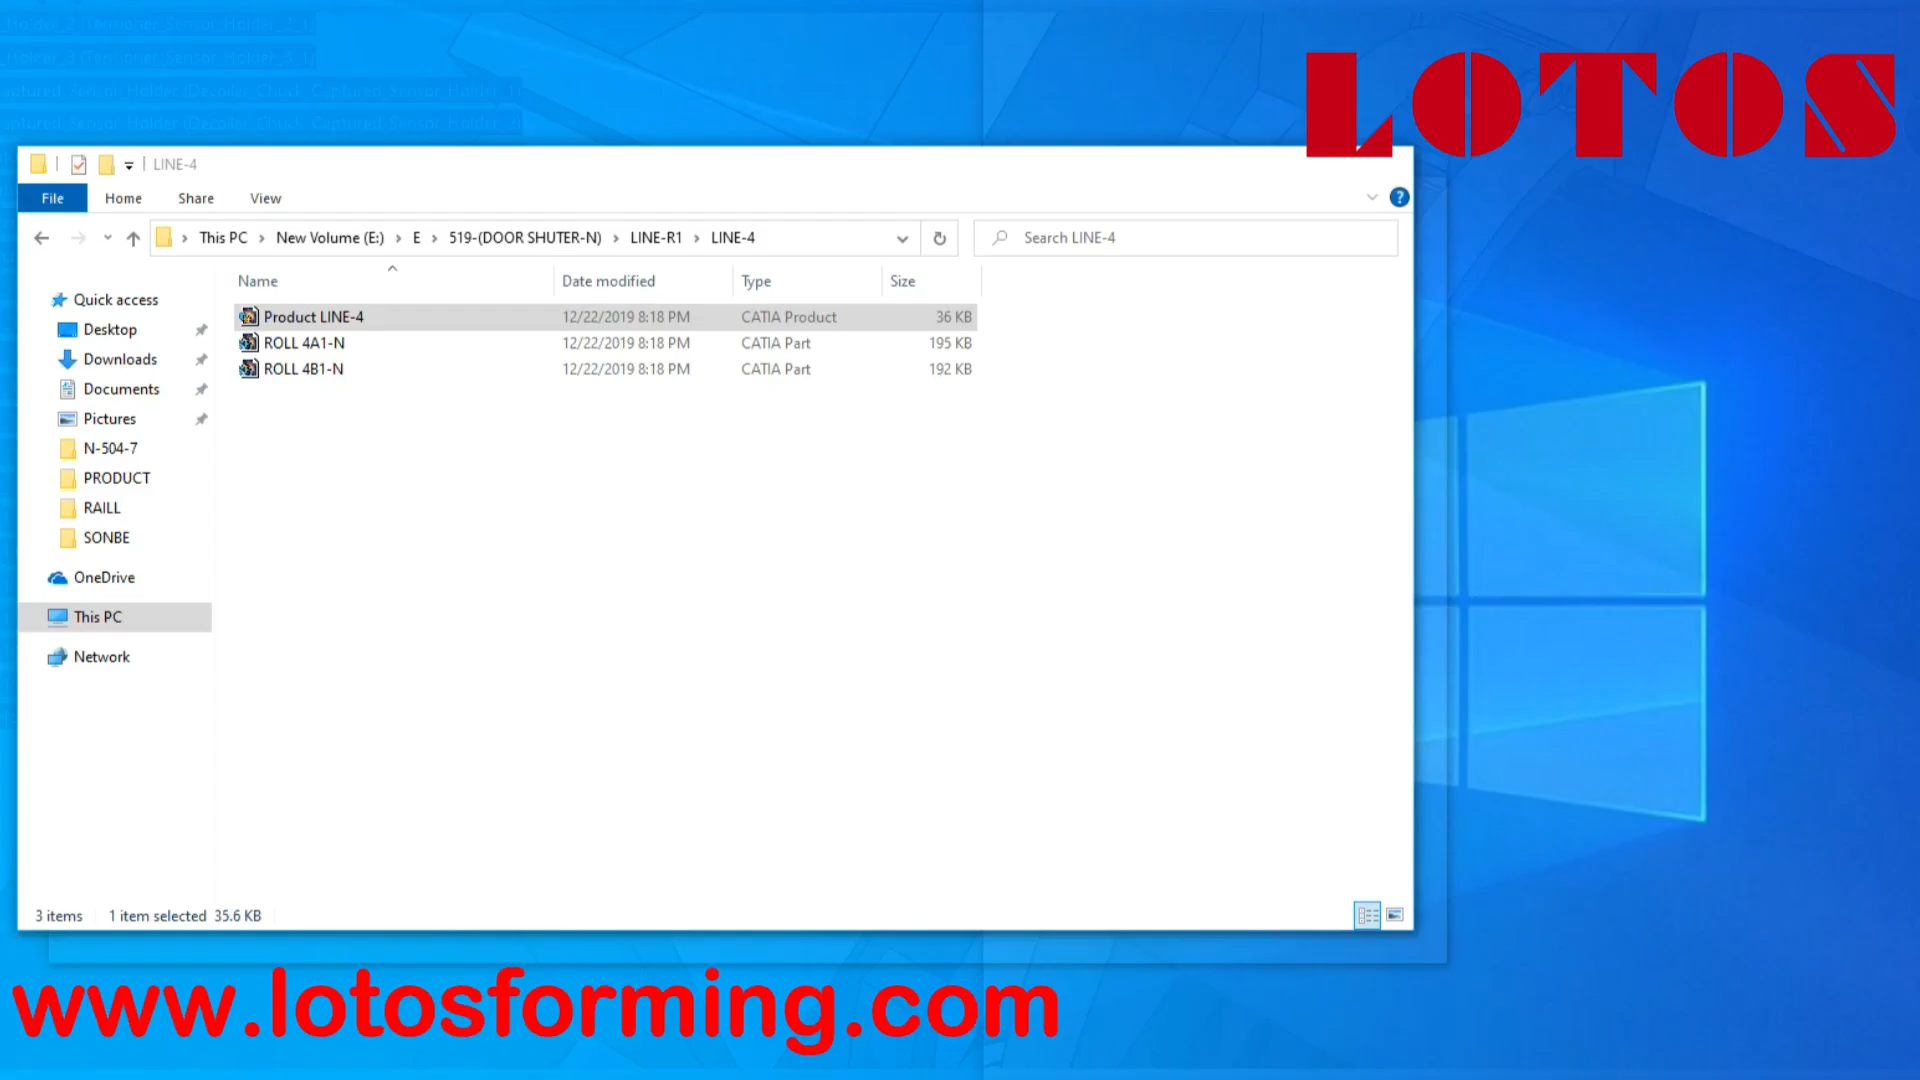 LOTOS
LINE-4
File Home Share View
This PC › New Volume (E:) › E › 519-(DOOR SHUTER-N) › LINE-R1 › LINE-4
Search LINE-4
Name Date modified Type Size
Quick access
Desktop
Downloads
Documents
Pictures
N-504-7
PRODUCT
RAILL
SONBE
OneDrive
This PC
Network
Product LINE-4 12/22/2019 8:18 PM CATIA Product 36 KB
ROLL 4A1-N 12/22/2019 8:18 PM CATIA Part 195 KB
ROLL 4B1-N 12/22/2019 8:18 PM CATIA Part 192 KB
3 items 1 item selected 35.6 KB
www.lotosforming.com